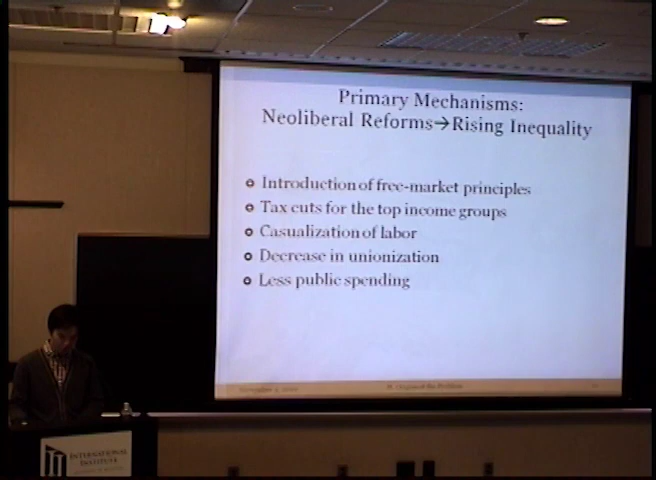 Primary Mechanisms:
Neoliberal Reforms→Rising Inequality
Introduction of free-market principles
Tax cuts for the top income groups
Casualization of labor
Decrease in unionization
Less public spending
INTERNATIONAL
INSTITUTE